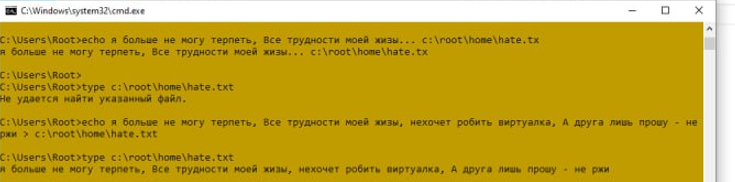 C:\Windows\system32\cmd.exe
C:\Users\Root>echo я больше не могу терпеть, Все трудности моей жизы... c:\root\home\hate.tx
я больше не могу терпеть, Все трудности моей жизы... c:\root\home\hate.tx
C:\Users\Root>
C:\Users\Root>type c:\root\home\hate.txt
Не удается найти указанный файл.
C:\Users\Root>echo я больше не могу терпеть, Все трудности моей жизы, нехочет робить виртуалка, А друга лишь прошу - не
ржи > c:\root\home\hate.txt
C:\Users\Root>type c:\root\home\hate.txt
я больше не могу терпеть, Все трудности моей жизы, нехочет робить виртуалка, А друга лишь прошу - не ржи